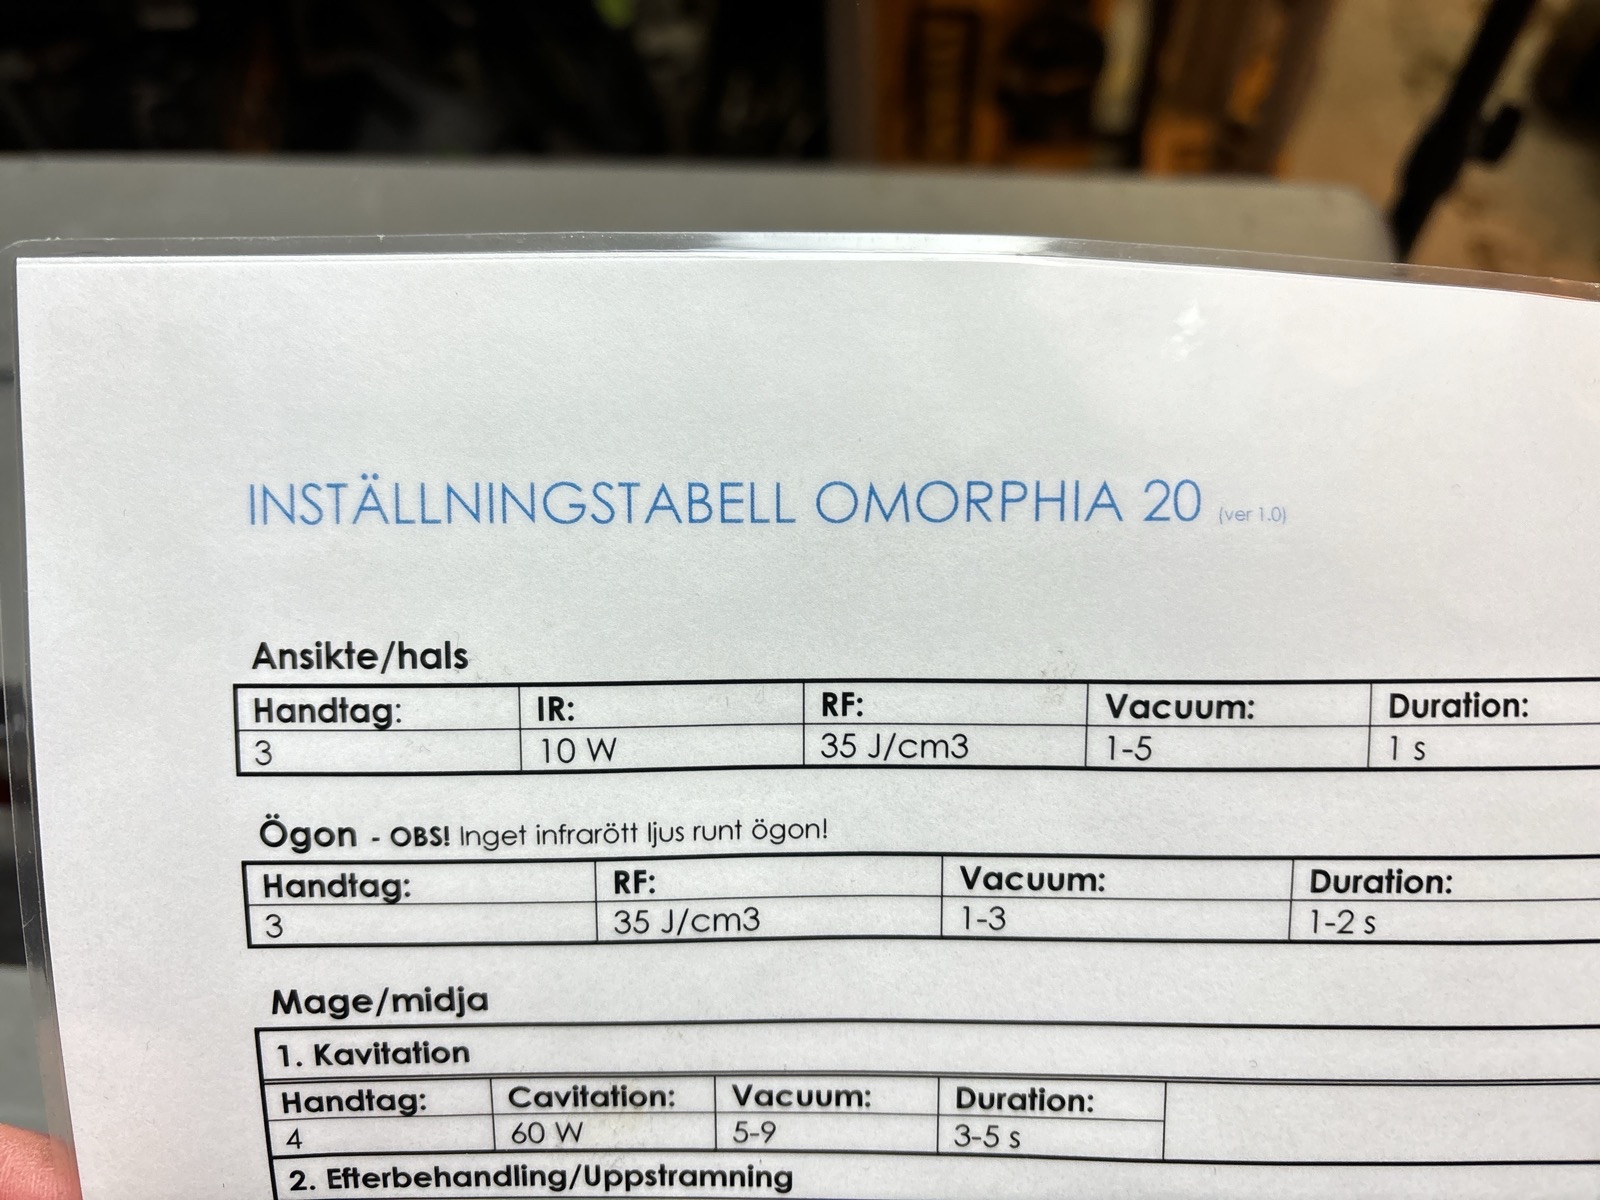 INSTÄLLNINGSTABELL OMORPHIA 20 (ver 1.0)
Ansikte/hals
Handtag: IR: RF: Vacuum: Duration:
3 10 W 35 J/cm3 1-5 1 s
Ögon - OBS! Inget infrarött ljus runt ögon!
Handtag: RF: Vacuum: Duration:
3 35 J/cm3 1-3 1-2 s
Mage/midja
1. Kavitation
Handtag: Cavitation: Vacuum: Duration:
4 60 W 5-9 3-5 s
2. Efterbehandling/Uppstramning